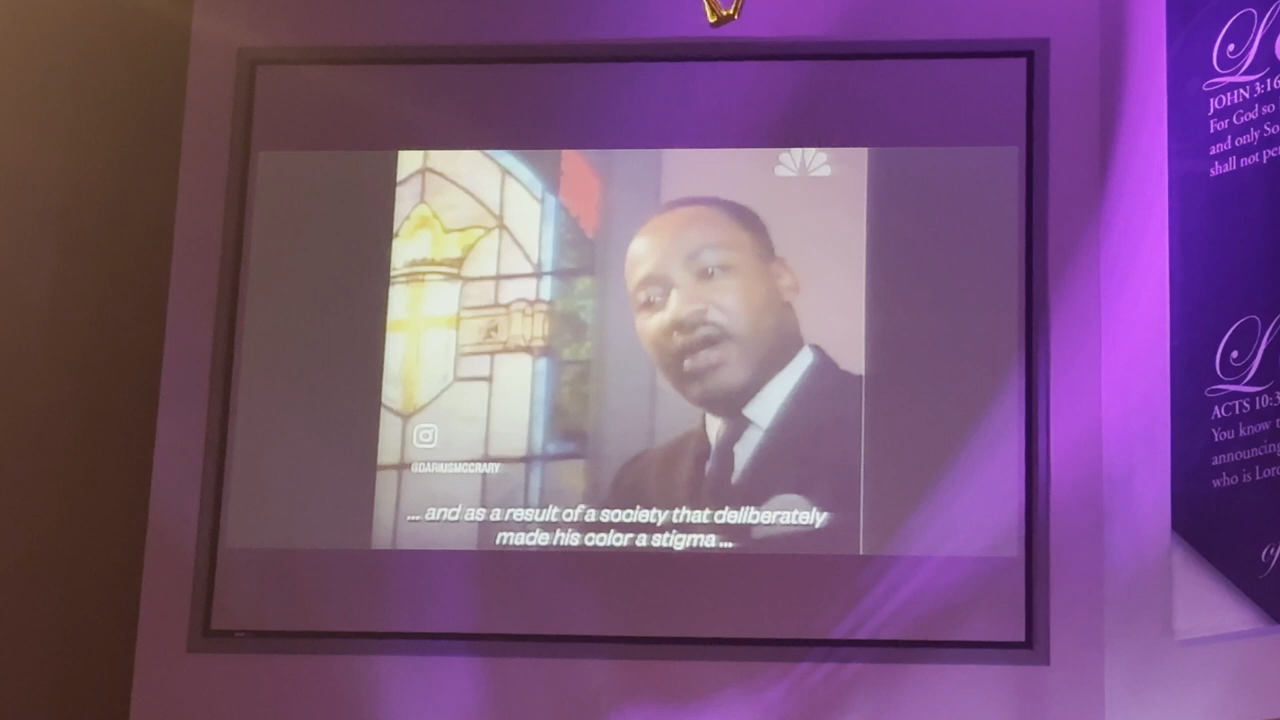 @DARIUSMCCRARY
... and as a result of a society that deliberately
made his color a stigma ...
JOHN 3:16
For God so
and only So
shall not per
ACTS 10:3
You know t
announcing
who is Lord